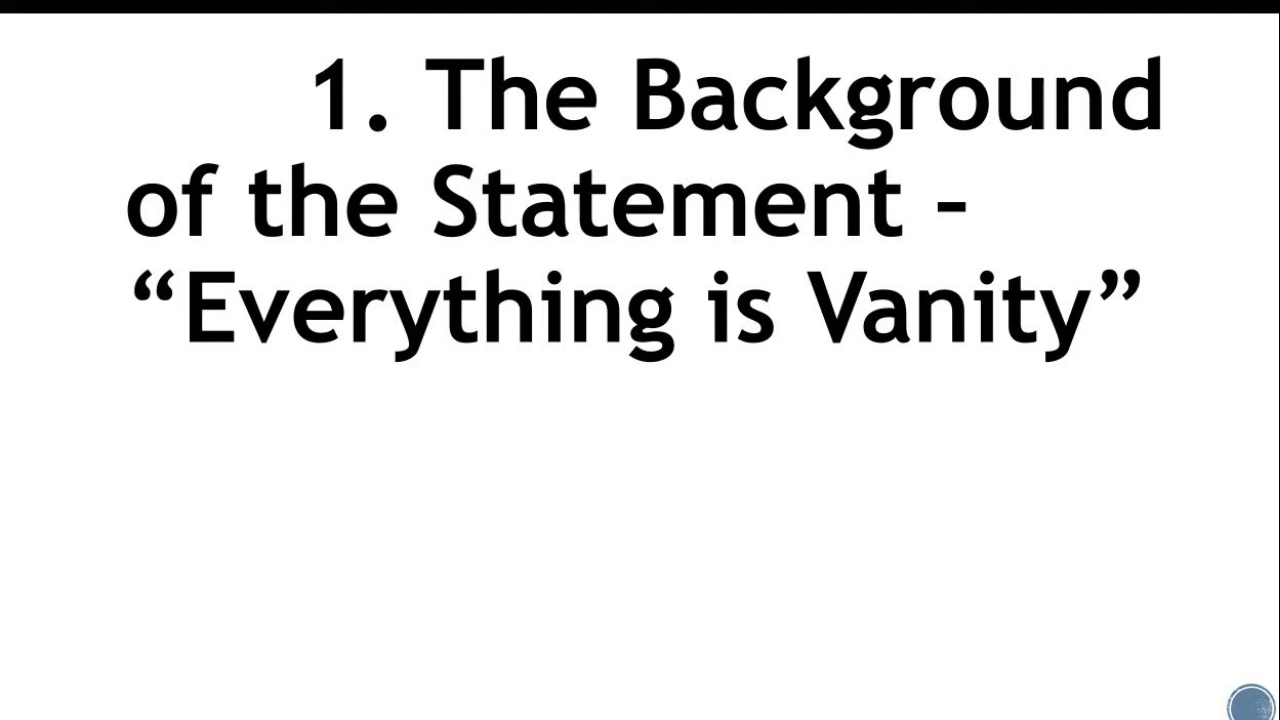 1. The Background
of the Statement –
“Everything is Vanity”